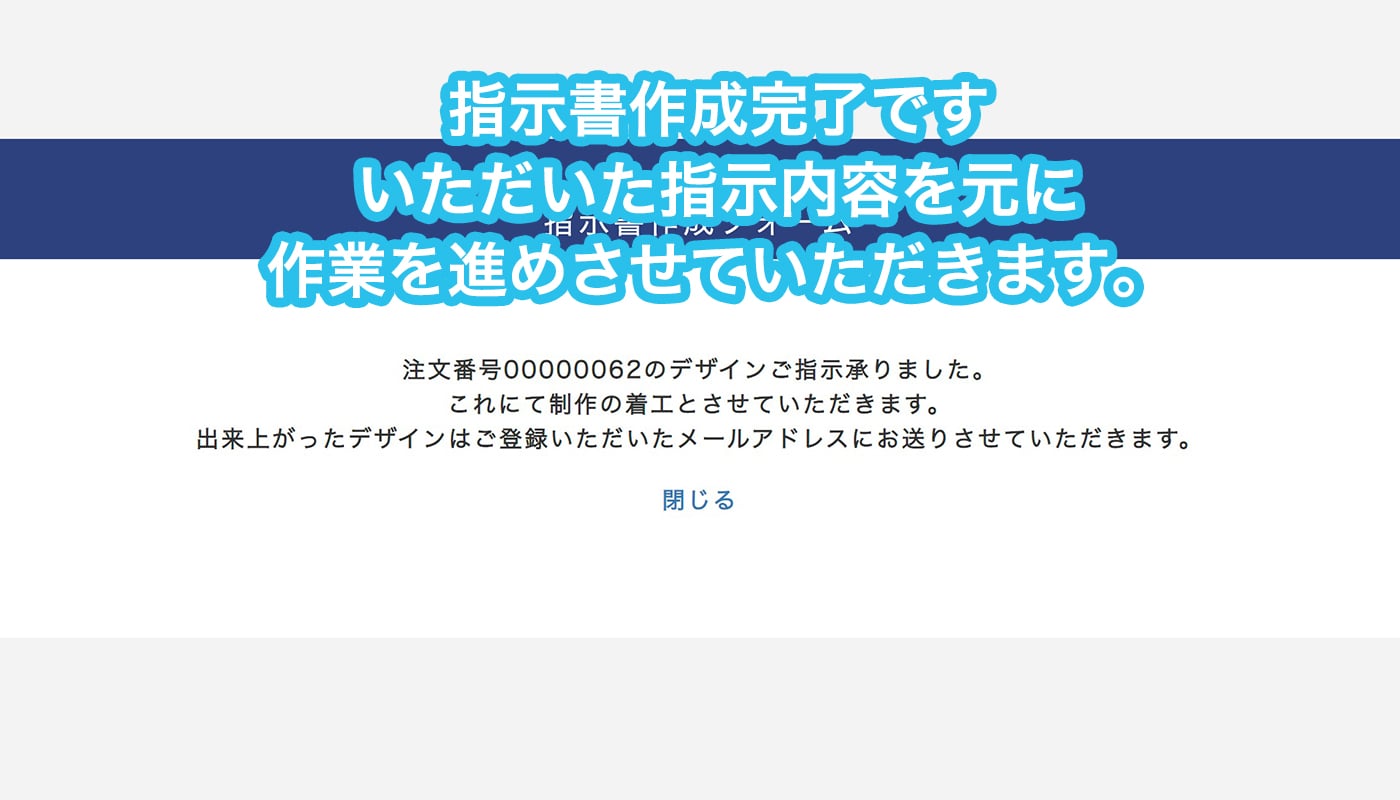 指示書作成完了です
いただいた指示内容を元に
指示書作成フォーム
作業を進めさせていただきます。
注文番号00000062のデザインご指示承りました。
これにて制作の着工とさせていただきます。
出来上がったデザインはご登録いただいたメールアドレスにお送りさせていただきます。
閉じる